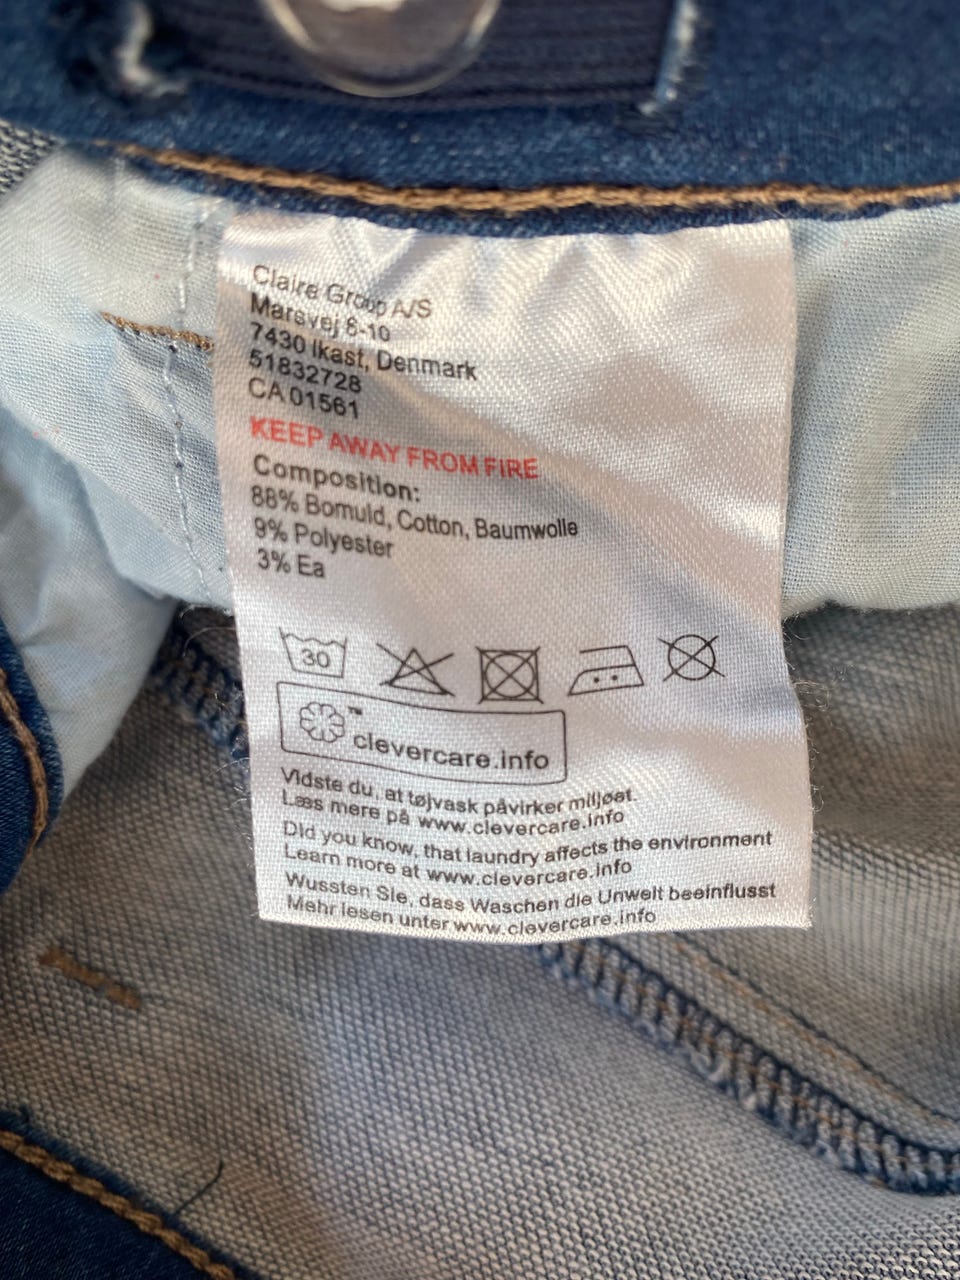 Claire Group A/S
Marsvej 6-10
7430 Ikast, Denmark
51832728
CA 01561
KEEP AWAY FROM FIRE
Composition:
88% Bomuld, Cotton, Baumwolle
9% Polyester
3% Ea
30
™
clevercare.info
Vidste du, at tøjvask påvirker miljøet.
Læs mere på www.clevercare.info
Did you know, that laundry affects the environment
Learn more at www.clevercare.info
Wussten Sie, dass Waschen die Unwelt beeinflusst
Mehr lesen unter www.clevercare.info